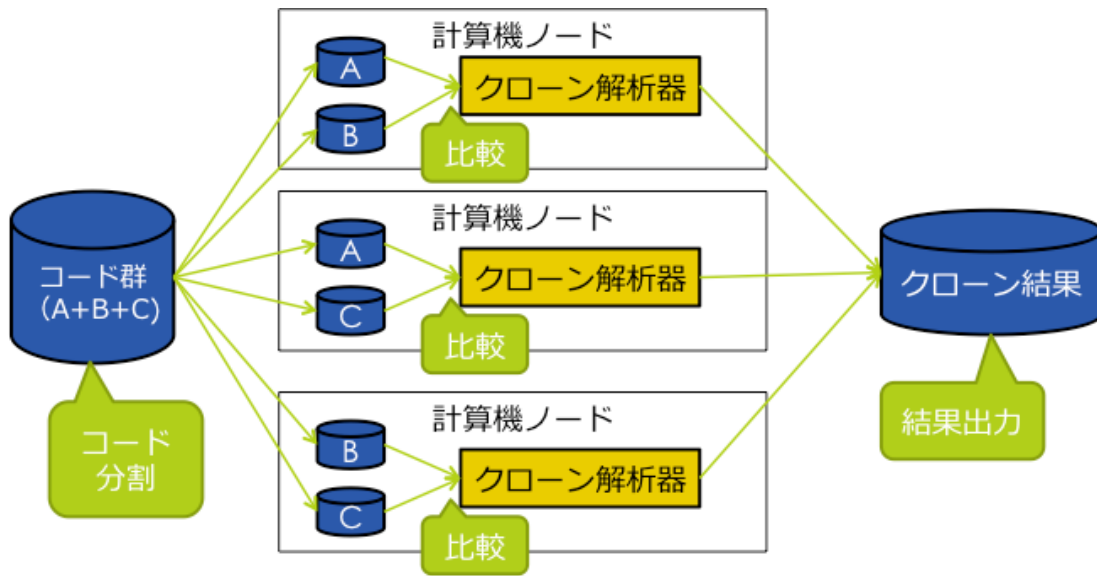 コード群
（A+B+C)
コード
分割
計算機ノード
A
B
クローン解析器
比較
計算機ノード
A
C
クローン解析器
比較
計算機ノード
B
C
クローン解析器
比較
クローン結果
結果出力